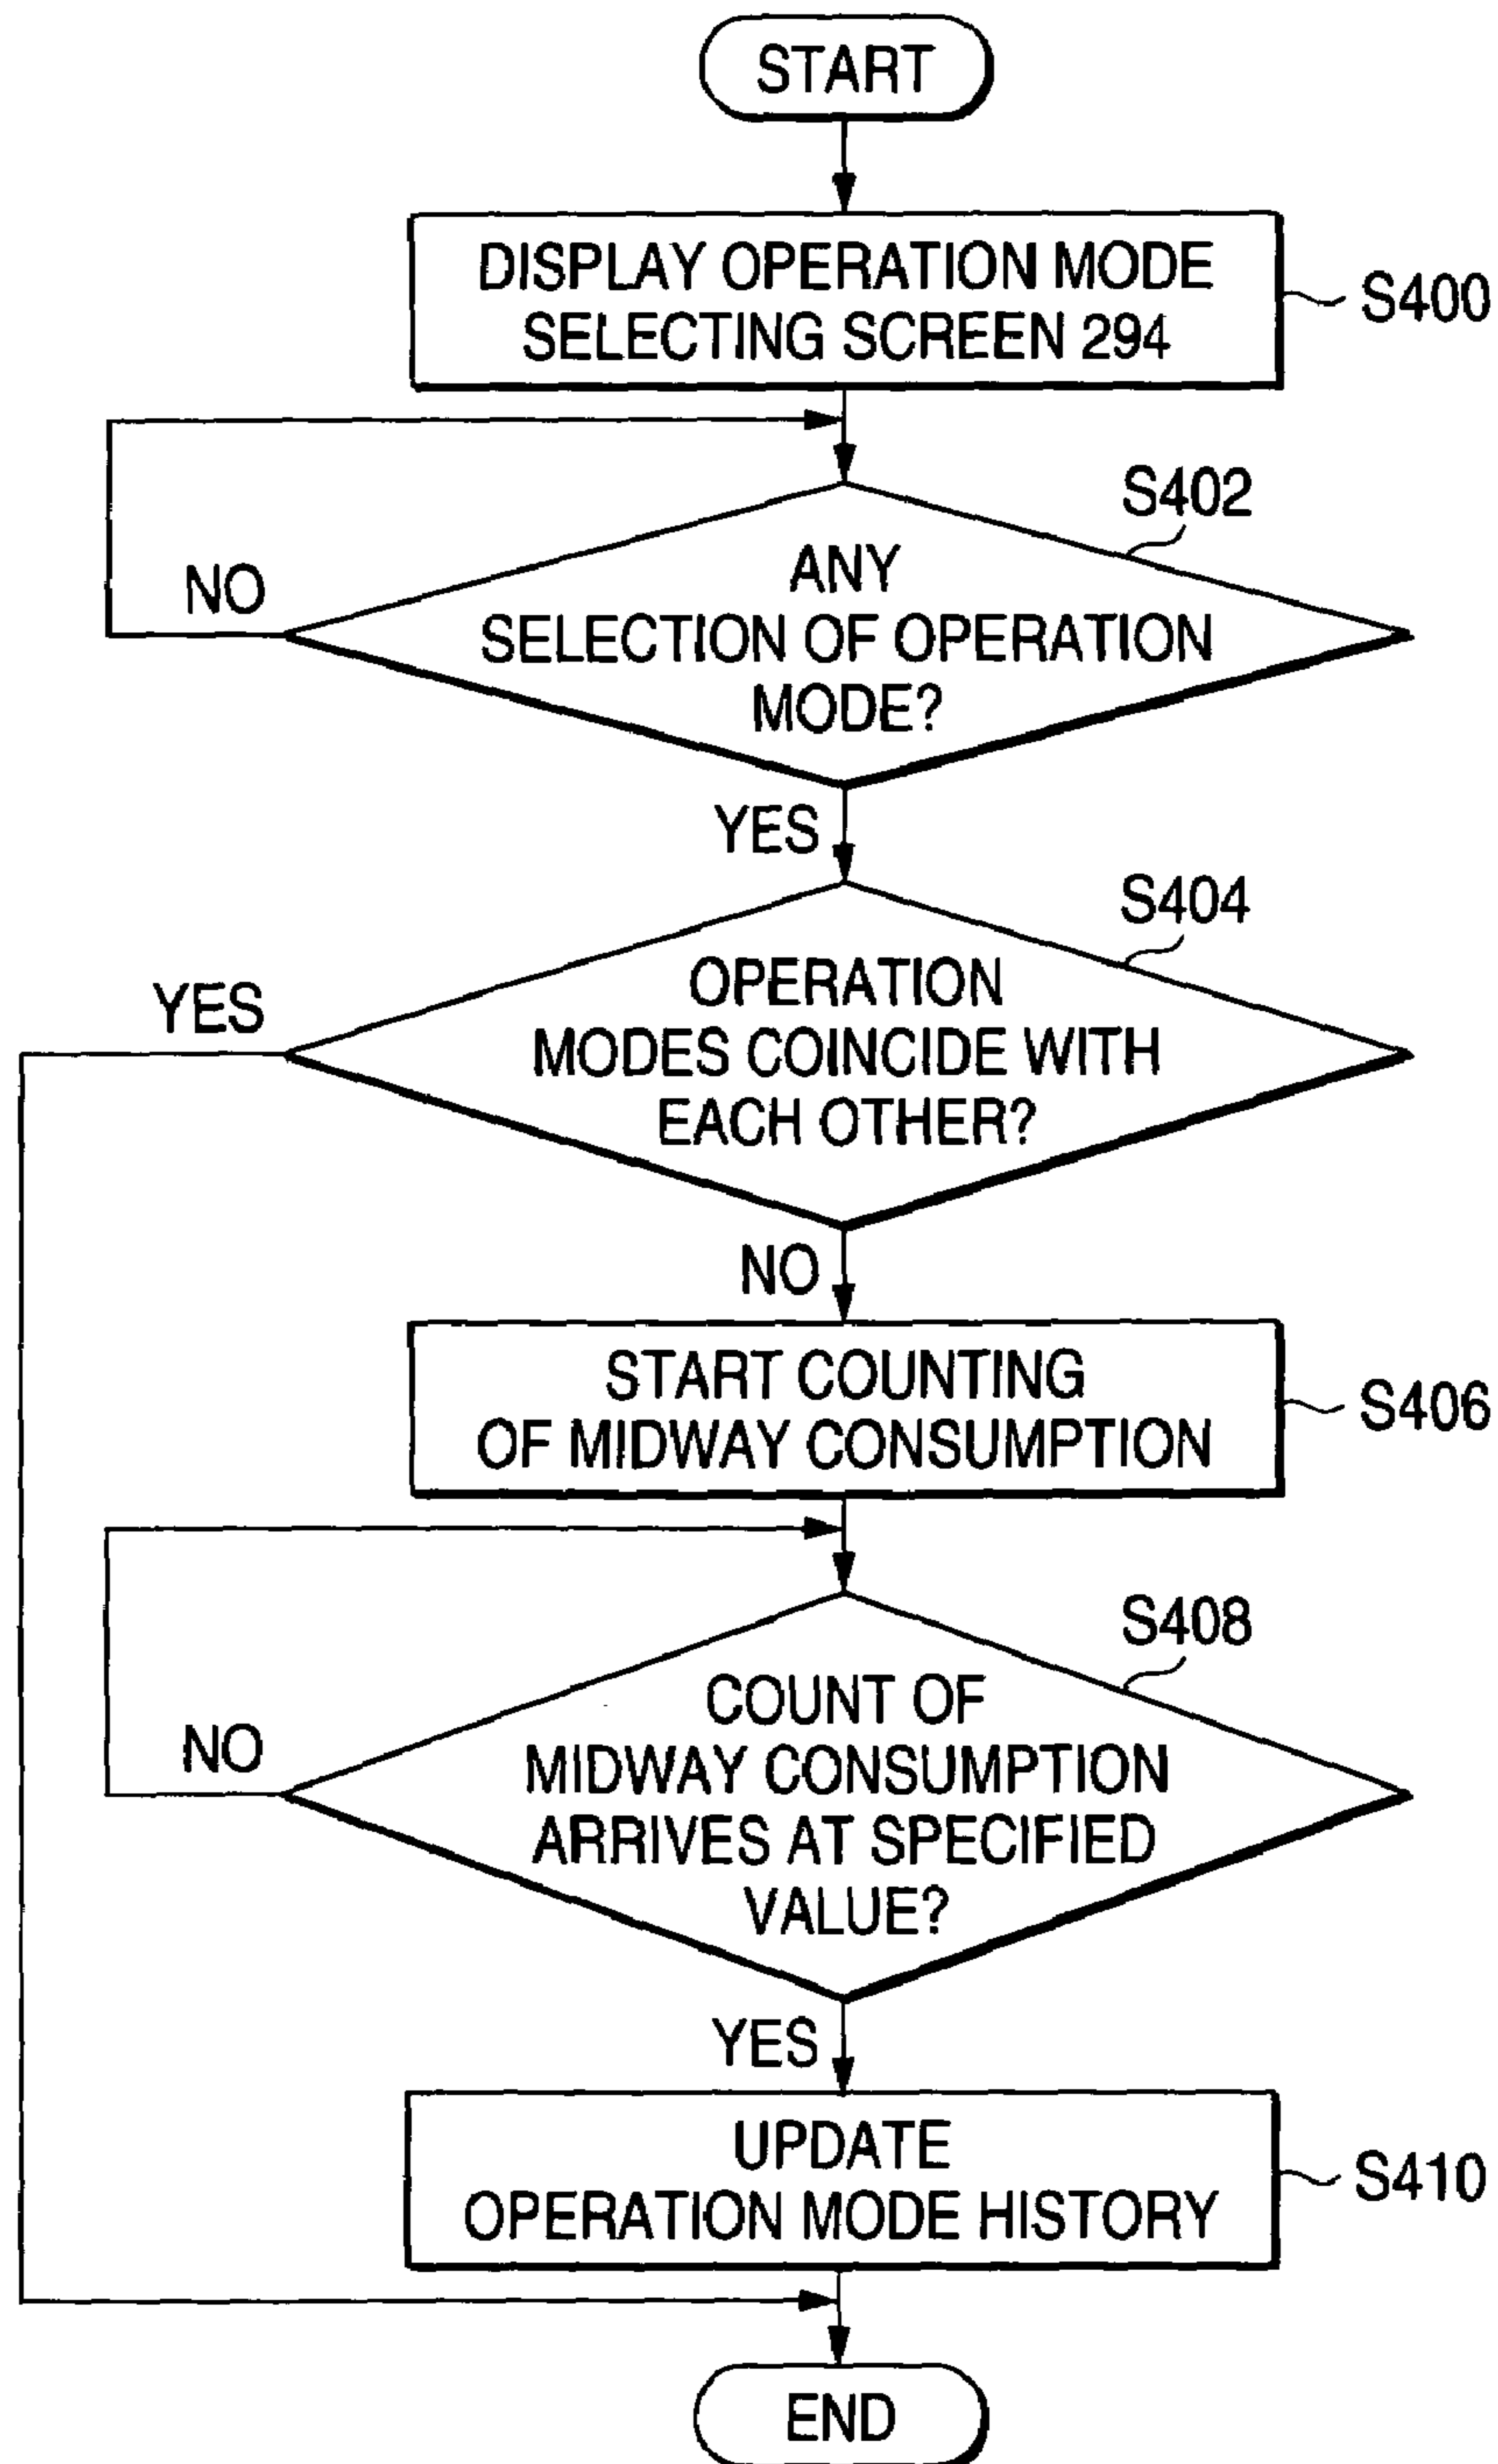 START
DISPLAY OPERATION MODE
SELECTING SCREEN 294
S400
S402
ANY
SELECTION OF OPERATION
MODE?
NO
YES
S404
OPERATION
MODES COINCIDE WITH
EACH OTHER?
YES
NO
START COUNTING
OF MIDWAY CONSUMPTION
S406
S408
COUNT OF
MIDWAY CONSUMPTION
ARRIVES AT SPECIFIED
VALUE?
NO
YES
UPDATE
OPERATION MODE HISTORY
S410
END